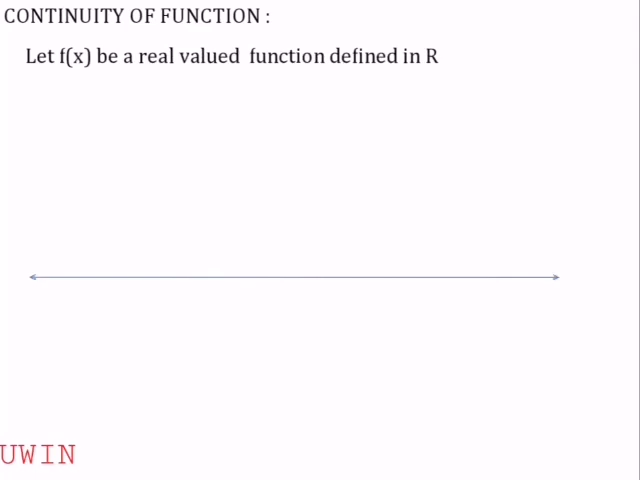 CONTINUITY OF FUNCTION :
Let f(x) be a real valued function defined in R
UWIN